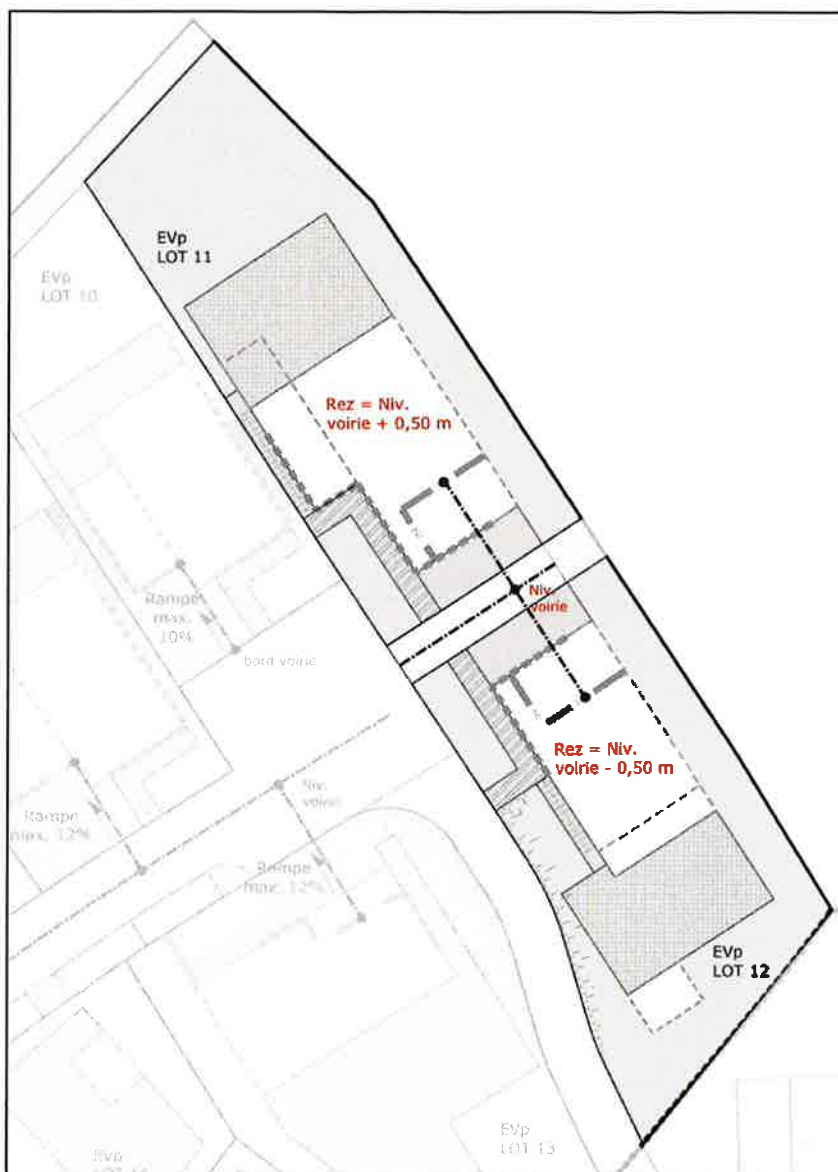 EVp
LOT 11
EVp
LOT 10
Rez = Niv.
voirie + 0,50 m
Niv.
voirie
Rampe
max.
10%
bord voirie
Rez = Niv.
voirie - 0,50 m
Niv.
voirie
Rampe
max. 12%
Rampe
max. 12%
EVp
LOT 12
EVp
LOT 13
EVp